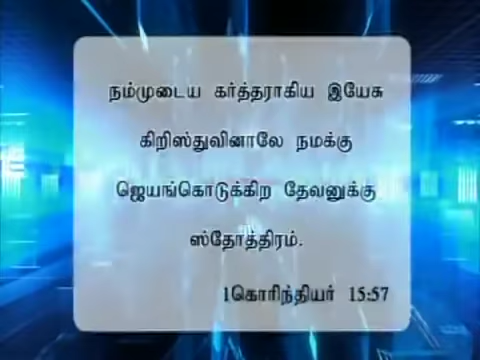 நம்முடைய கர்த்தராகிய இயேசு
கிறிஸ்துவினாலே நமக்கு
ஜெயங்கொடுக்கிற தேவனுக்கு
ஸ்தோத்திரம்.
1கொரிந்தியர் 15:57